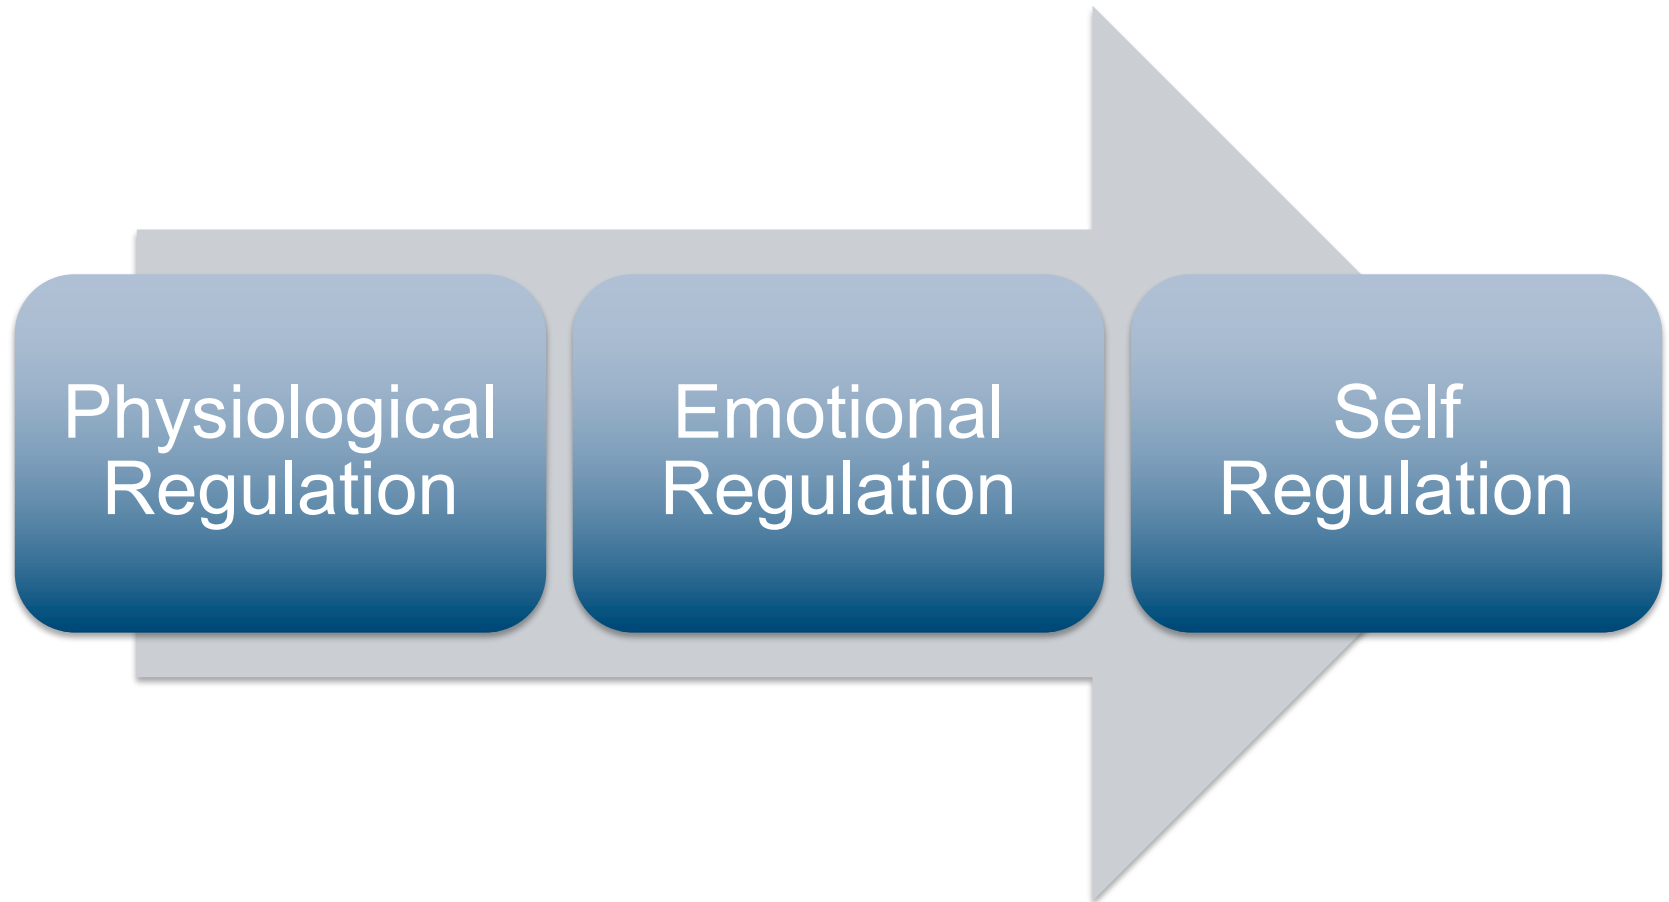 Physiological
Regulation
Emotional
Regulation
Self
Regulation